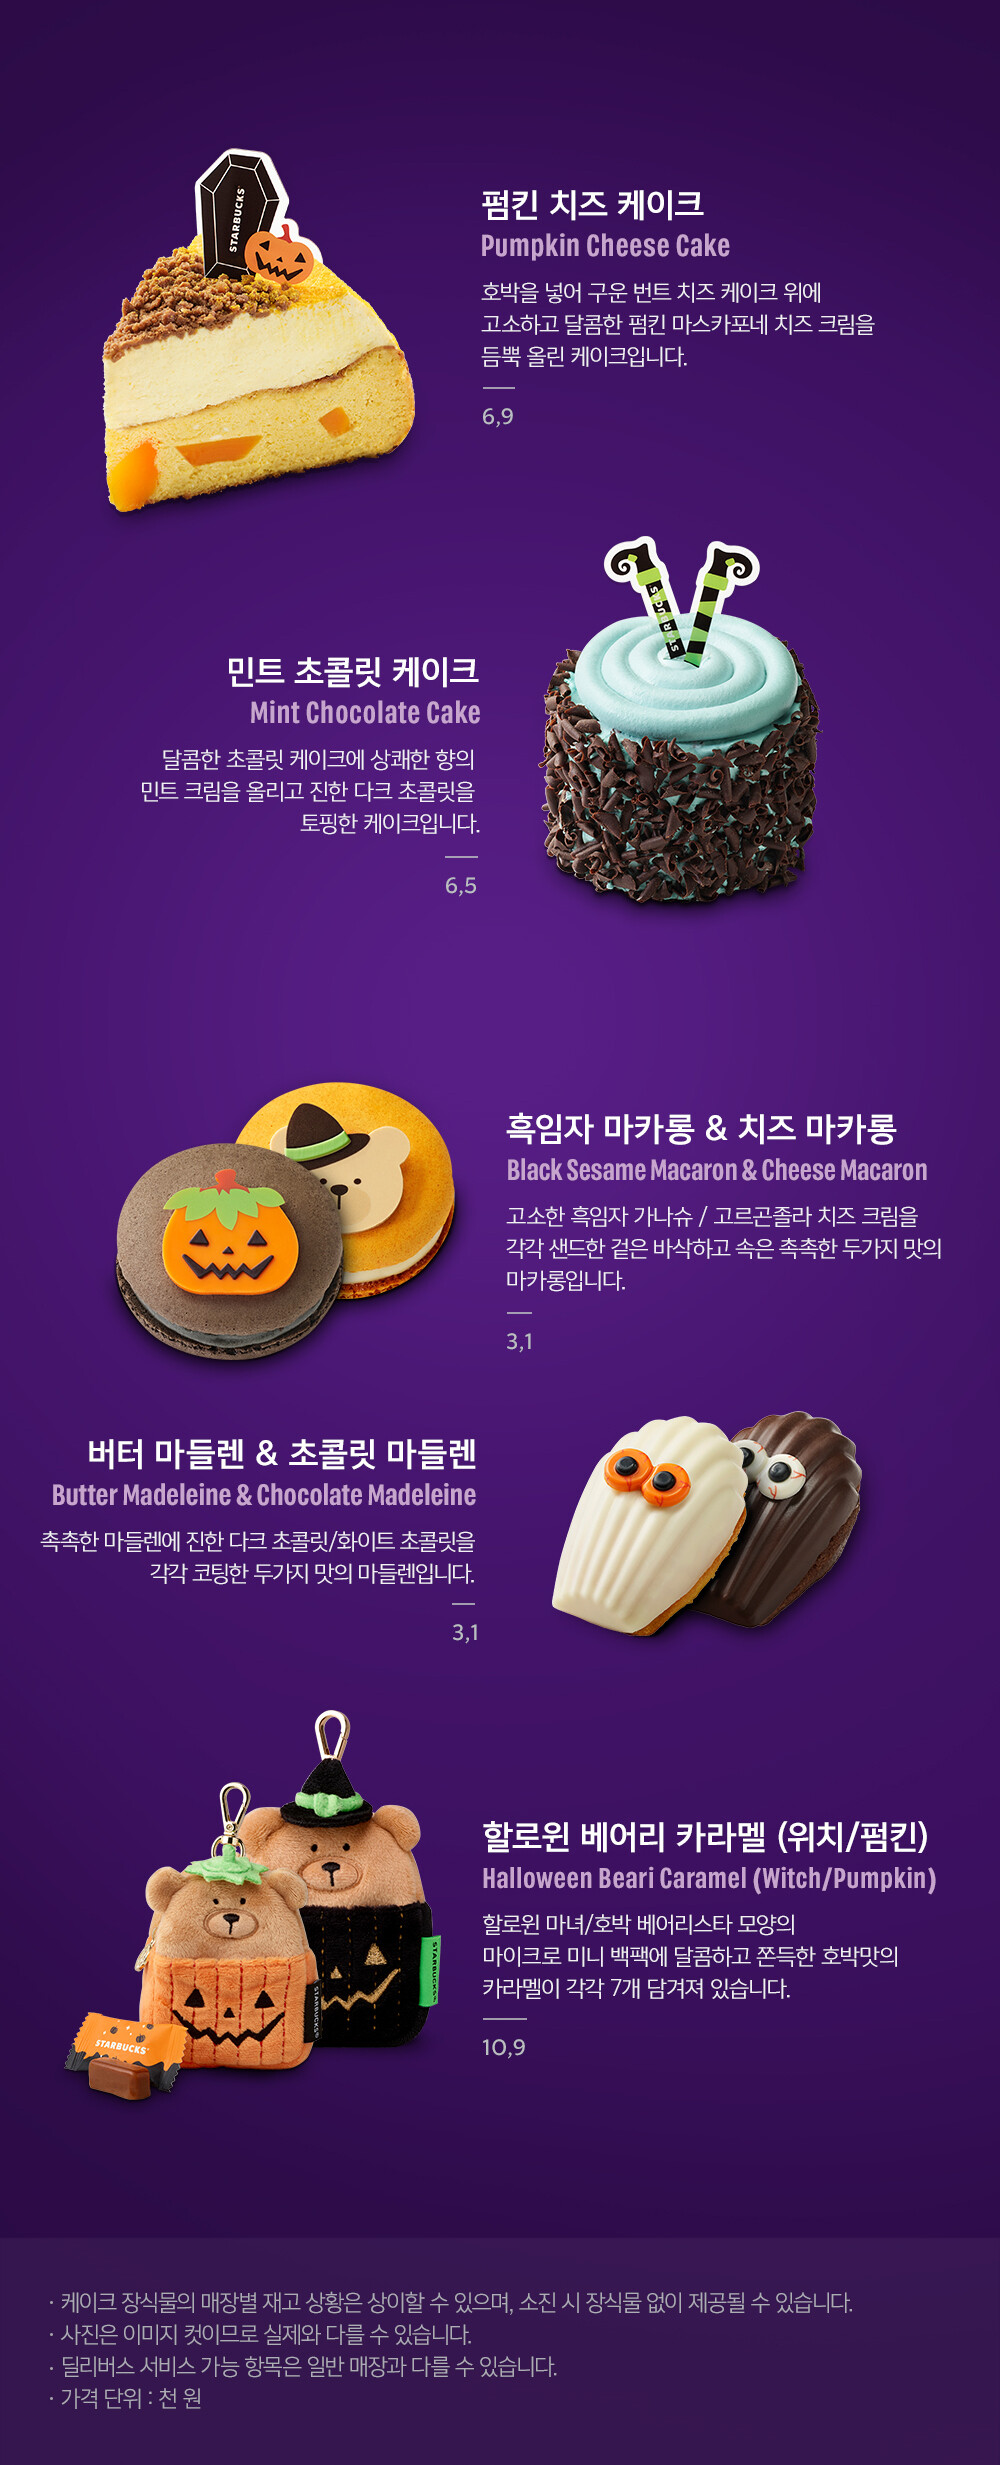 STARBUCKS
펌킨 치즈 케이크
Pumpkin Cheese Cake
호박을 넣어 구운 번트 치즈 케이크 위에
고소하고 달콤한 펌킨 마스카포네 치즈 크림을
듬뿍 올린 케이크입니다.
6,9
STARBUCKS
민트 초콜릿 케이크
Mint Chocolate Cake
달콤한 초콜릿 케이크에 상쾌한 향의
민트 크림을 올리고 진한 다크 초콜릿을
토핑한 케이크입니다.
6,5
흑임자 마카롱 & 치즈 마카롱
Black Sesame Macaron & Cheese Macaron
고소한 흑임자 가나슈 / 고르곤졸라 치즈 크림을
각각 샌드한 겉은 바삭하고 속은 촉촉한 두가지 맛의
마카롱입니다.
3,1
버터 마들렌 & 초콜릿 마들렌
Butter Madeleine & Chocolate Madeleine
촉촉한 마들렌에 진한 다크 초콜릿/화이트 초콜릿을
각각 코팅한 두가지 맛의 마들렌입니다.
3,1
할로윈 베어리 카라멜 (위치/펌킨)
Halloween Beari Caramel (Witch/Pumpkin)
할로윈 마녀/호박 베어리스타 모양의
마이크로 미니 백팩에 달콤하고 쫀득한 호박맛의
카라멜이 각각 7개 담겨져 있습니다.
10,9
STARBUCKS
STARBUCKS
STARBUCKS
· 케이크 장식물의 매장별 재고 상황은 상이할 수 있으며, 소진 시 장식물 없이 제공될 수 있습니다.
· 사진은 이미지 컷이므로 실제와 다를 수 있습니다.
· 딜리버스 서비스 가능 항목은 일반 매장과 다를 수 있습니다.
· 가격 단위 : 천 원